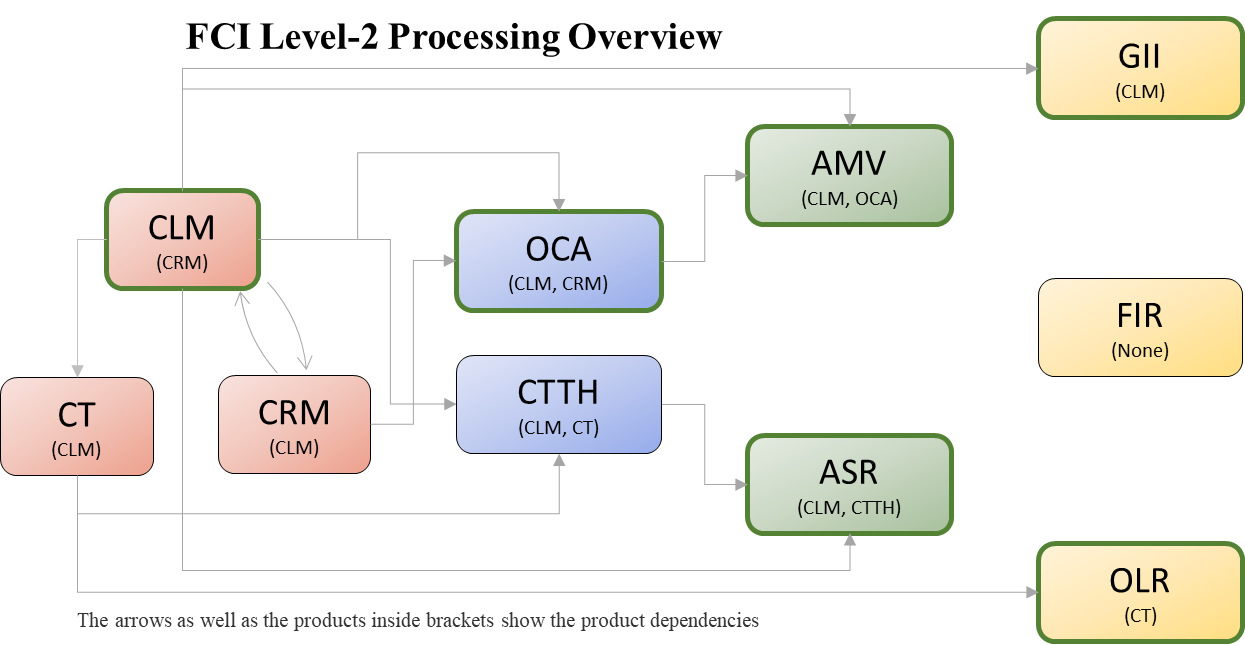 FCI Level-2 Processing Overview
GII
(CLM)
AMV
(CLM, OCA)
CLM
(CRM)
OCA
(CLM, CRM)
FIR
(None)
CT
(CLM)
CRM
(CLM)
CTTH
(CLM, CT)
ASR
(CLM, CTTH)
OLR
(CT)
The arrows as well as the products inside brackets show the product dependencies